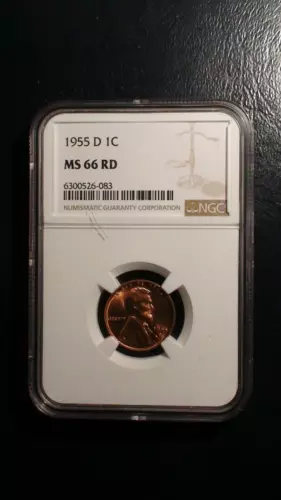 1955 D 1C
MS 66 RD
6300526-083
NUMISMATIC GUARANTY CORPORATION
NGC